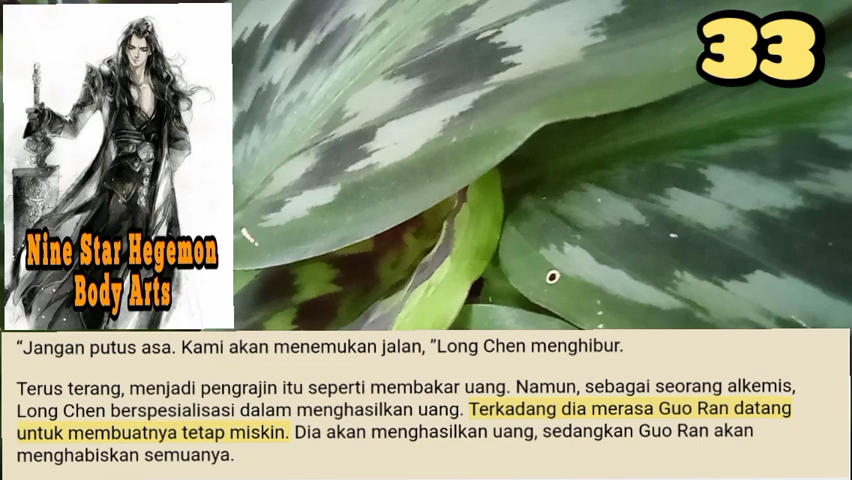 33
Nine Star Hegemon
Body Arts
“Jangan putus asa. Kami akan menemukan jalan, ”Long Chen menghibur.
Terus terang, menjadi pengrajin itu seperti membakar uang. Namun, sebagai seorang alkemis,
Long Chen berspesialisasi dalam menghasilkan uang. Terkadang dia merasa Guo Ran datang
untuk membuatnya tetap miskin. Dia akan menghasilkan uang, sedangkan Guo Ran akan
menghabiskan semuanya.